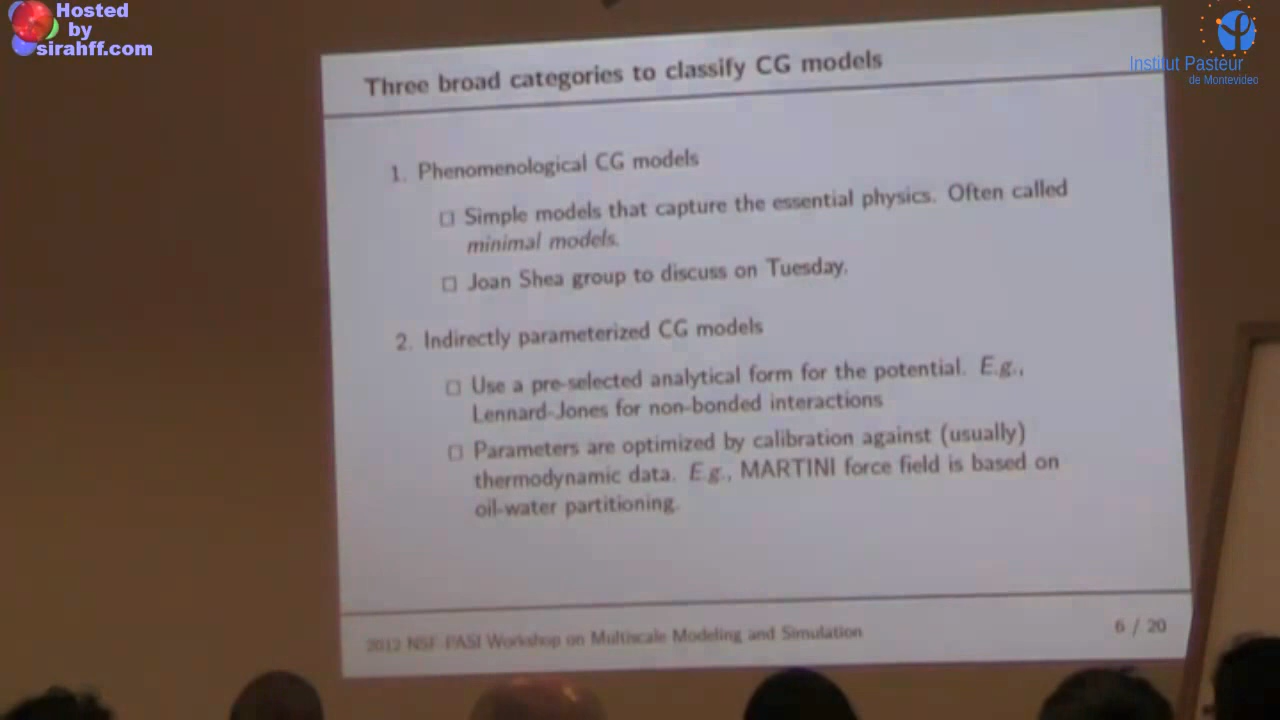 Hosted
by
sirahff.com
Institut Pasteur
de Montevideo
Three broad categories to classify CG models
1. Phenomenological CG models
Simple models that capture the essential physics. Often called
minimal models.
Joan Shea group to discuss on Tuesday.
2. Indirectly parameterized CG models
Use a pre-selected analytical form for the potential. E.g.,
Lennard-Jones for non-bonded interactions
Parameters are optimized by calibration against (usually)
thermodynamic data. E.g., MARTINI force field is based on
oil-water partitioning.
2012 NSF-PASI Workshop on Multiscale Modeling and Simulation
6 / 20